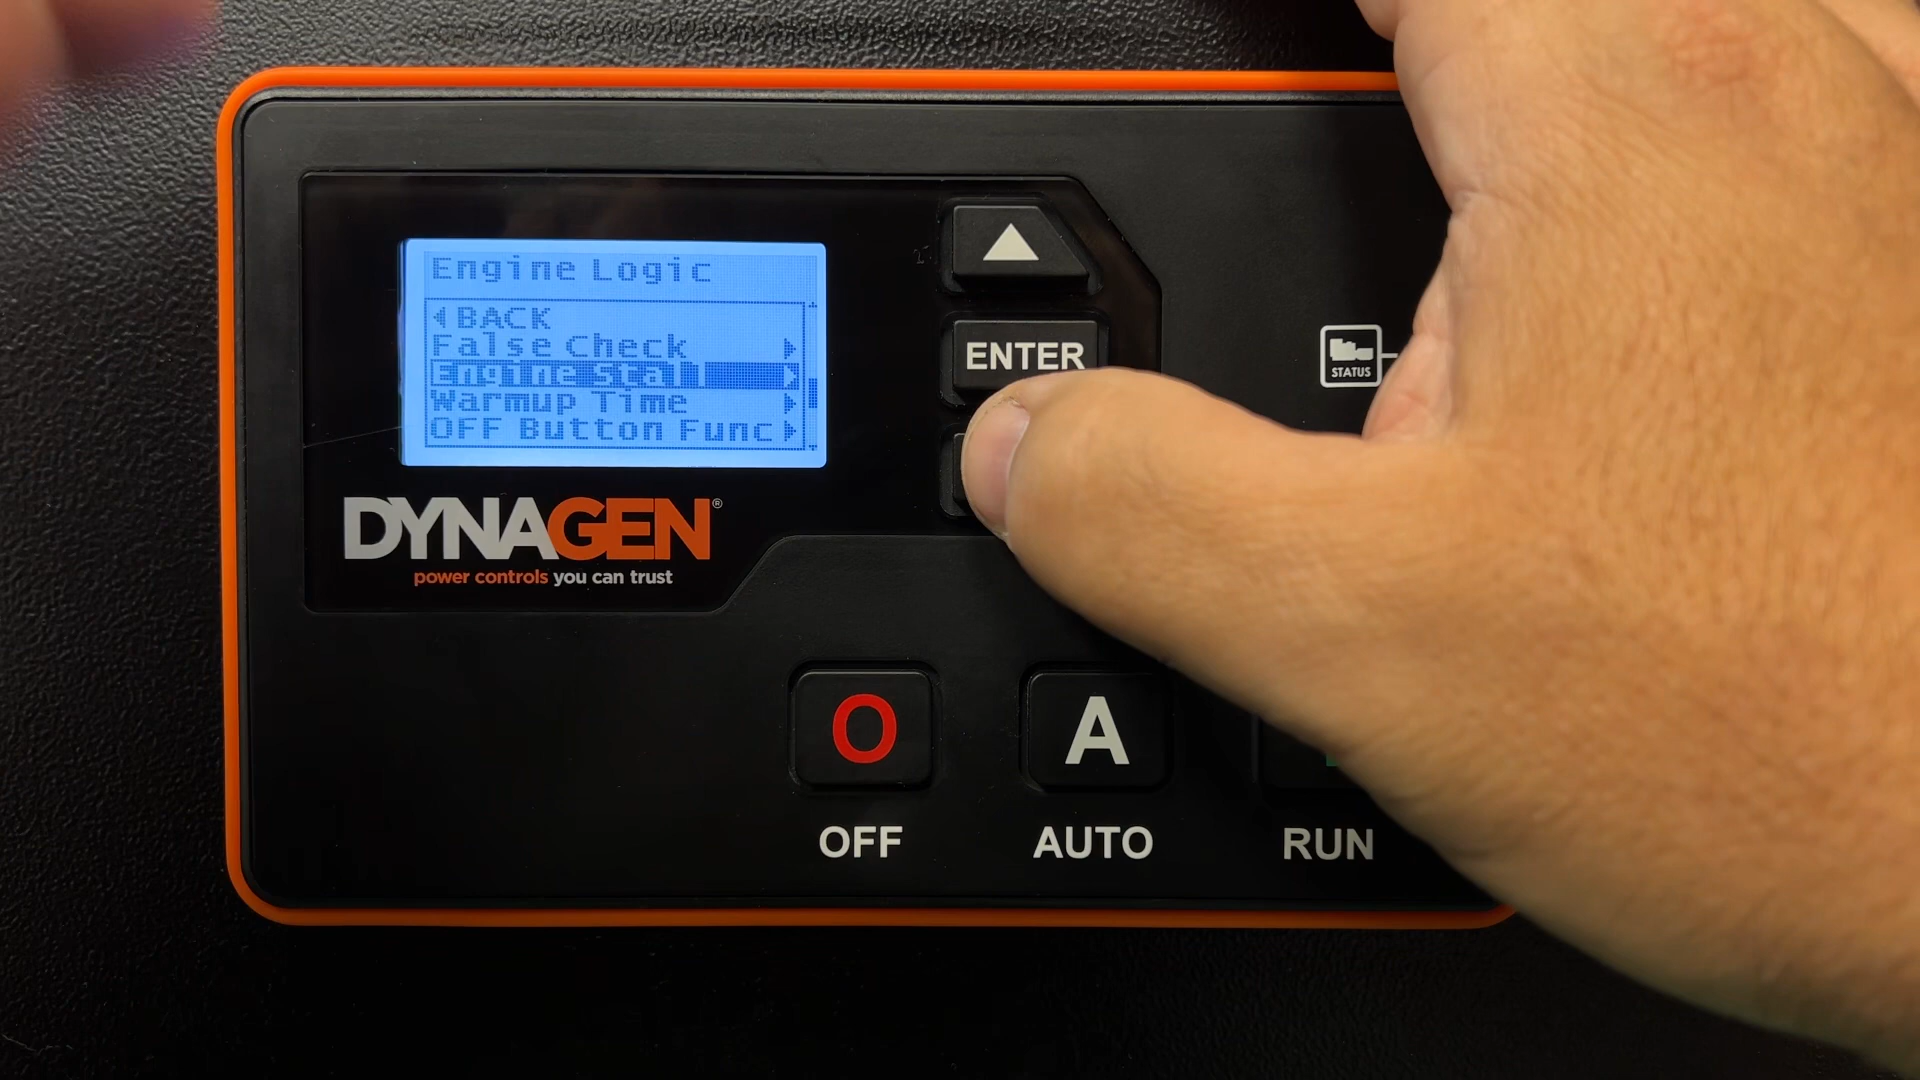 Engine Logic
BACK
False Check
Engine Stall
Warmup Time
OFF Button Func
ENTER
STATUS
DYNAGEN®
power controls you can trust
O
A
OFF
AUTO
RUN